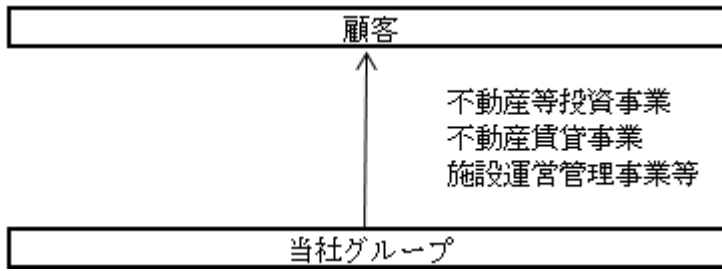 顧客
不動産等投資事業
不動産賃貸事業
施設運営管理事業等
当社グループ